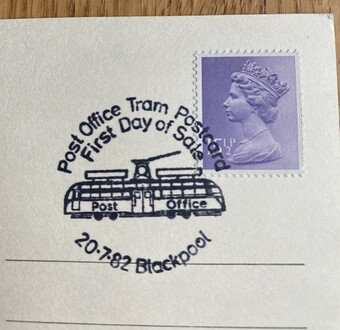 Post Office Tram Postcard
First Day of Sale
Post Office
20·7·82 Blackpool